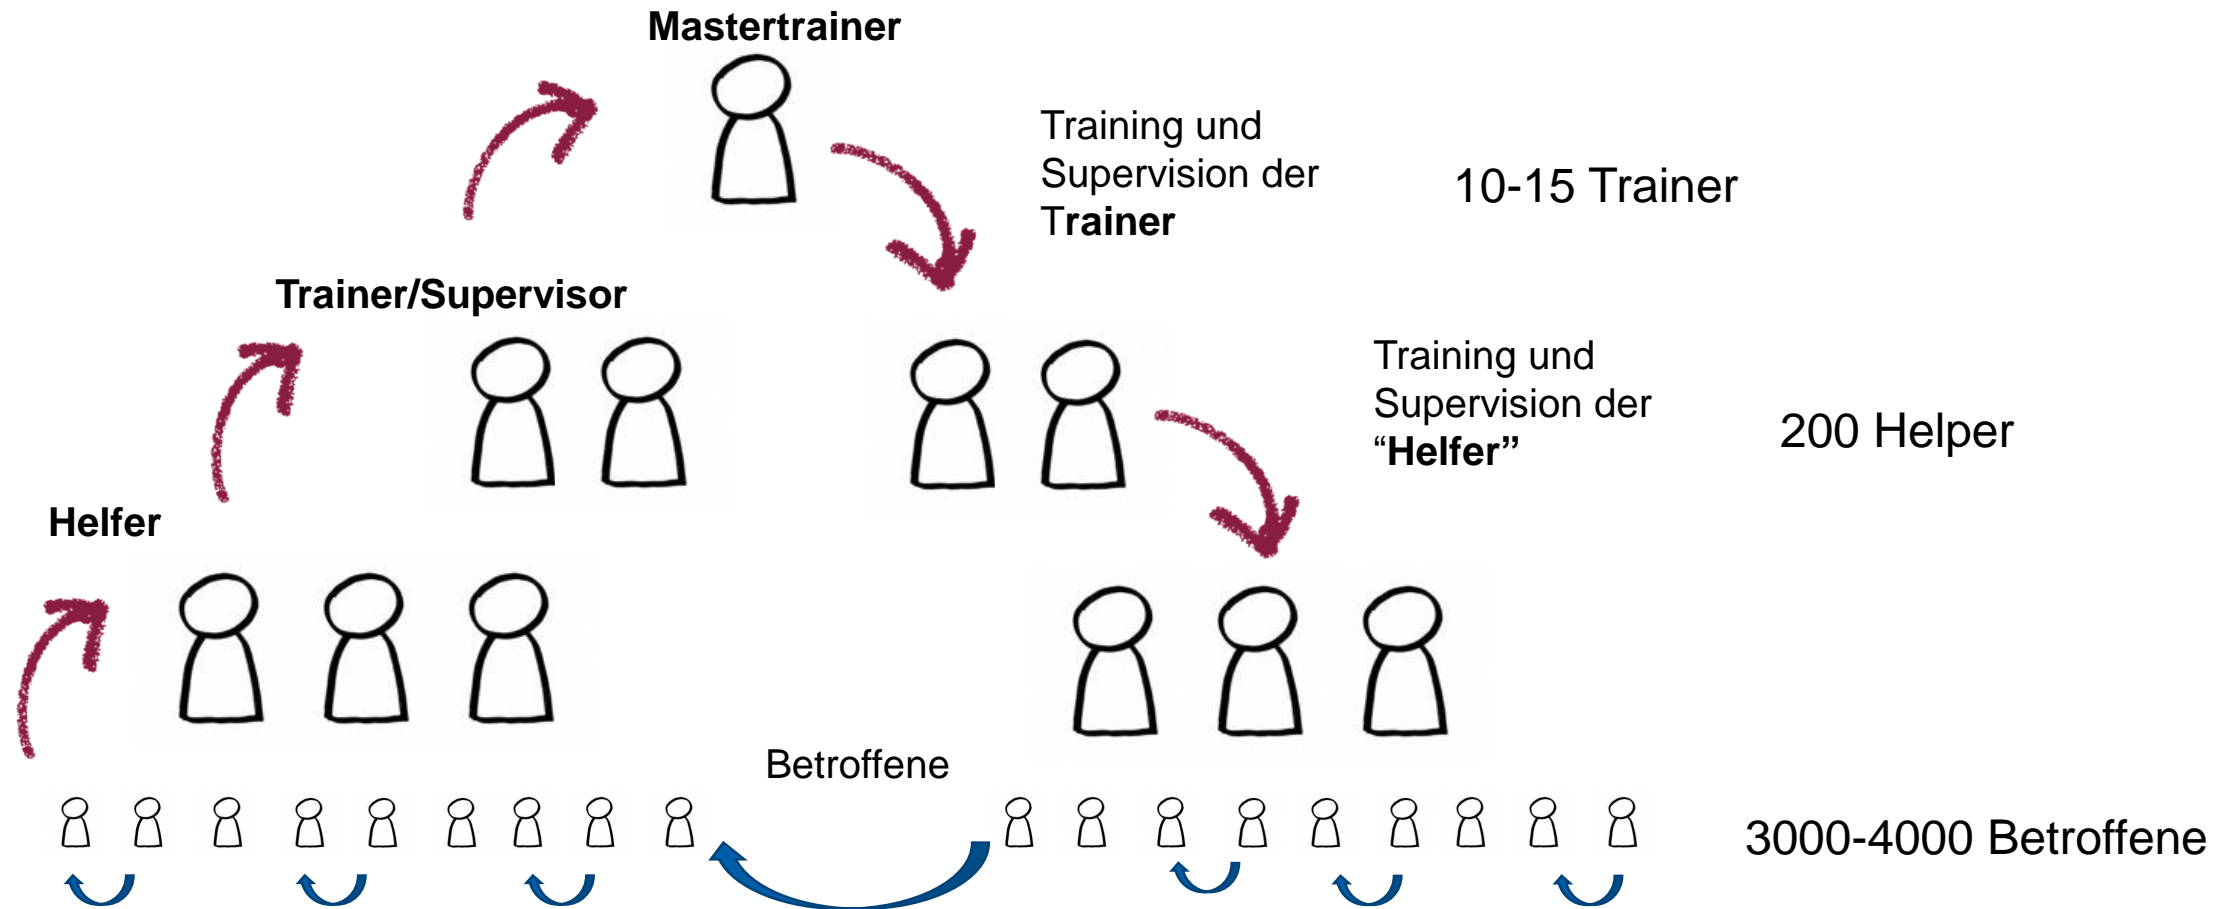 Mastertrainer
Training und
Supervision der
Trainer
10-15 Trainer
Trainer/Supervisor
Training und
Supervision der
“Helfer”
200 Helper
Helfer
Betroffene
3000-4000 Betroffene